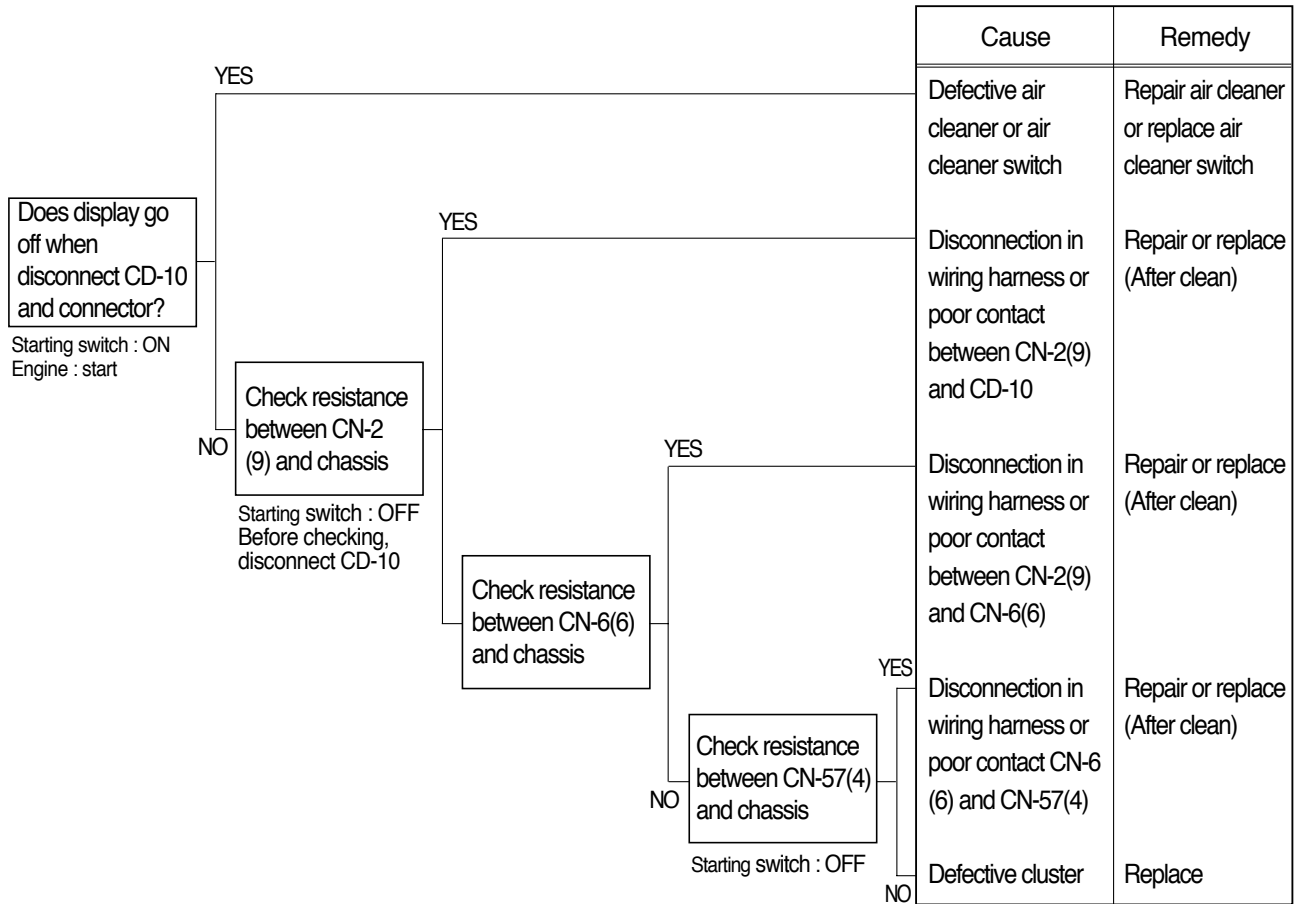 Cause
Remedy
YES
Defective air
cleaner or air
cleaner switch
Repair air cleaner
or replace air
cleaner switch
Does display go
off when
disconnect CD-10
and connector?
Starting switch : ON
Engine : start
YES
Disconnection in
wiring harness or
poor contact
between CN-2(9)
and CD-10
Repair or replace
(After clean)
NO
Check resistance
between CN-2
(9) and chassis
Starting switch : OFF
Before checking,
disconnect CD-10
YES
Disconnection in
wiring harness or
poor contact
between CN-2(9)
and CN-6(6)
Repair or replace
(After clean)
Check resistance
between CN-6(6)
and chassis
YES
Disconnection in
wiring harness or
poor contact CN-6
(6) and CN-57(4)
Repair or replace
(After clean)
NO
Check resistance
between CN-57(4)
and chassis
Starting switch : OFF
NO
Defective cluster
Replace